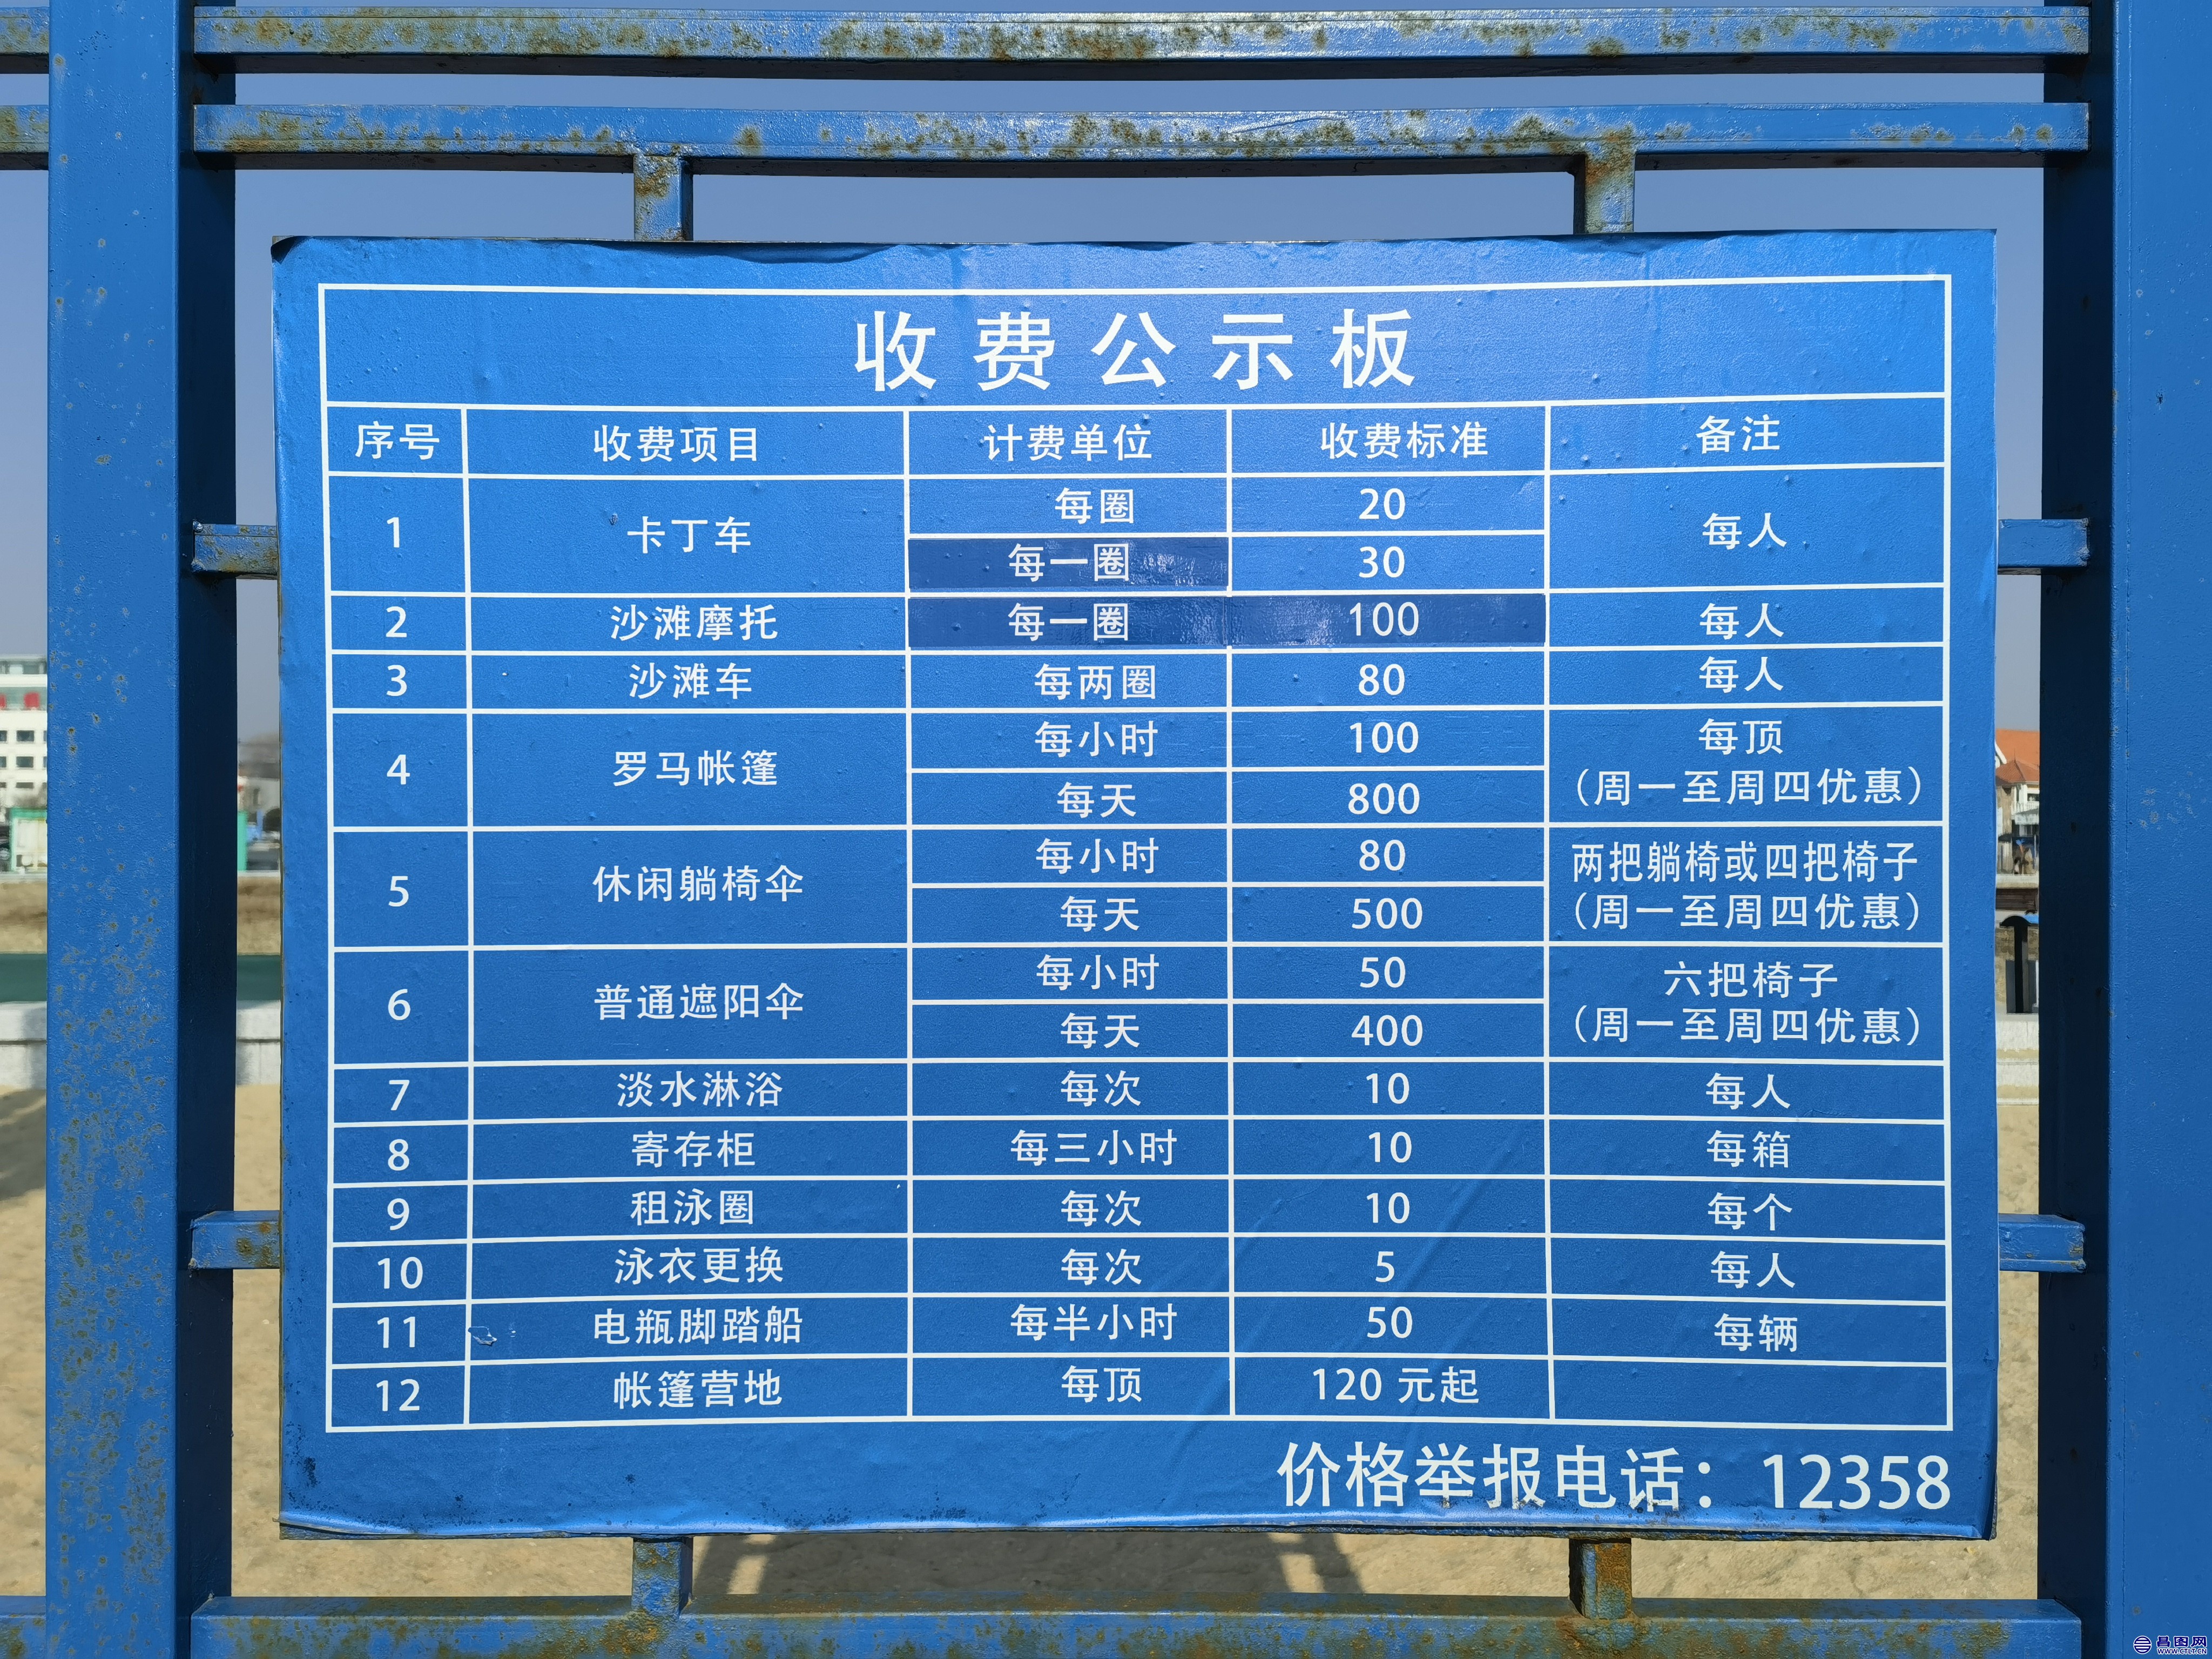 收费公示板
序号 收费项目 计费单位 收费标准 备注
1 卡丁车 每圈 20 每人
每一圈 30
2 沙滩摩托 每一圈 100 每人
3 沙滩车 每两圈 80 每人
4 罗马帐篷 每小时 100 每顶
每天 800 (周一至周四优惠)
5 休闲躺椅伞 每小时 80 两把躺椅或四把椅子
每天 500 (周一至周四优惠)
6 普通遮阳伞 每小时 50 六把椅子
每天 400 (周一至周四优惠)
7 淡水淋浴 每次 10 每人
8 寄存柜 每三小时 10 每箱
9 租泳圈 每次 10 每个
10 泳衣更换 每次 5 每人
11 电瓶脚踏船 每半小时 50 每辆
12 帐篷营地 每顶 120 元起
价格举报电话：12358
昌图网
WWW.CTLT.CN